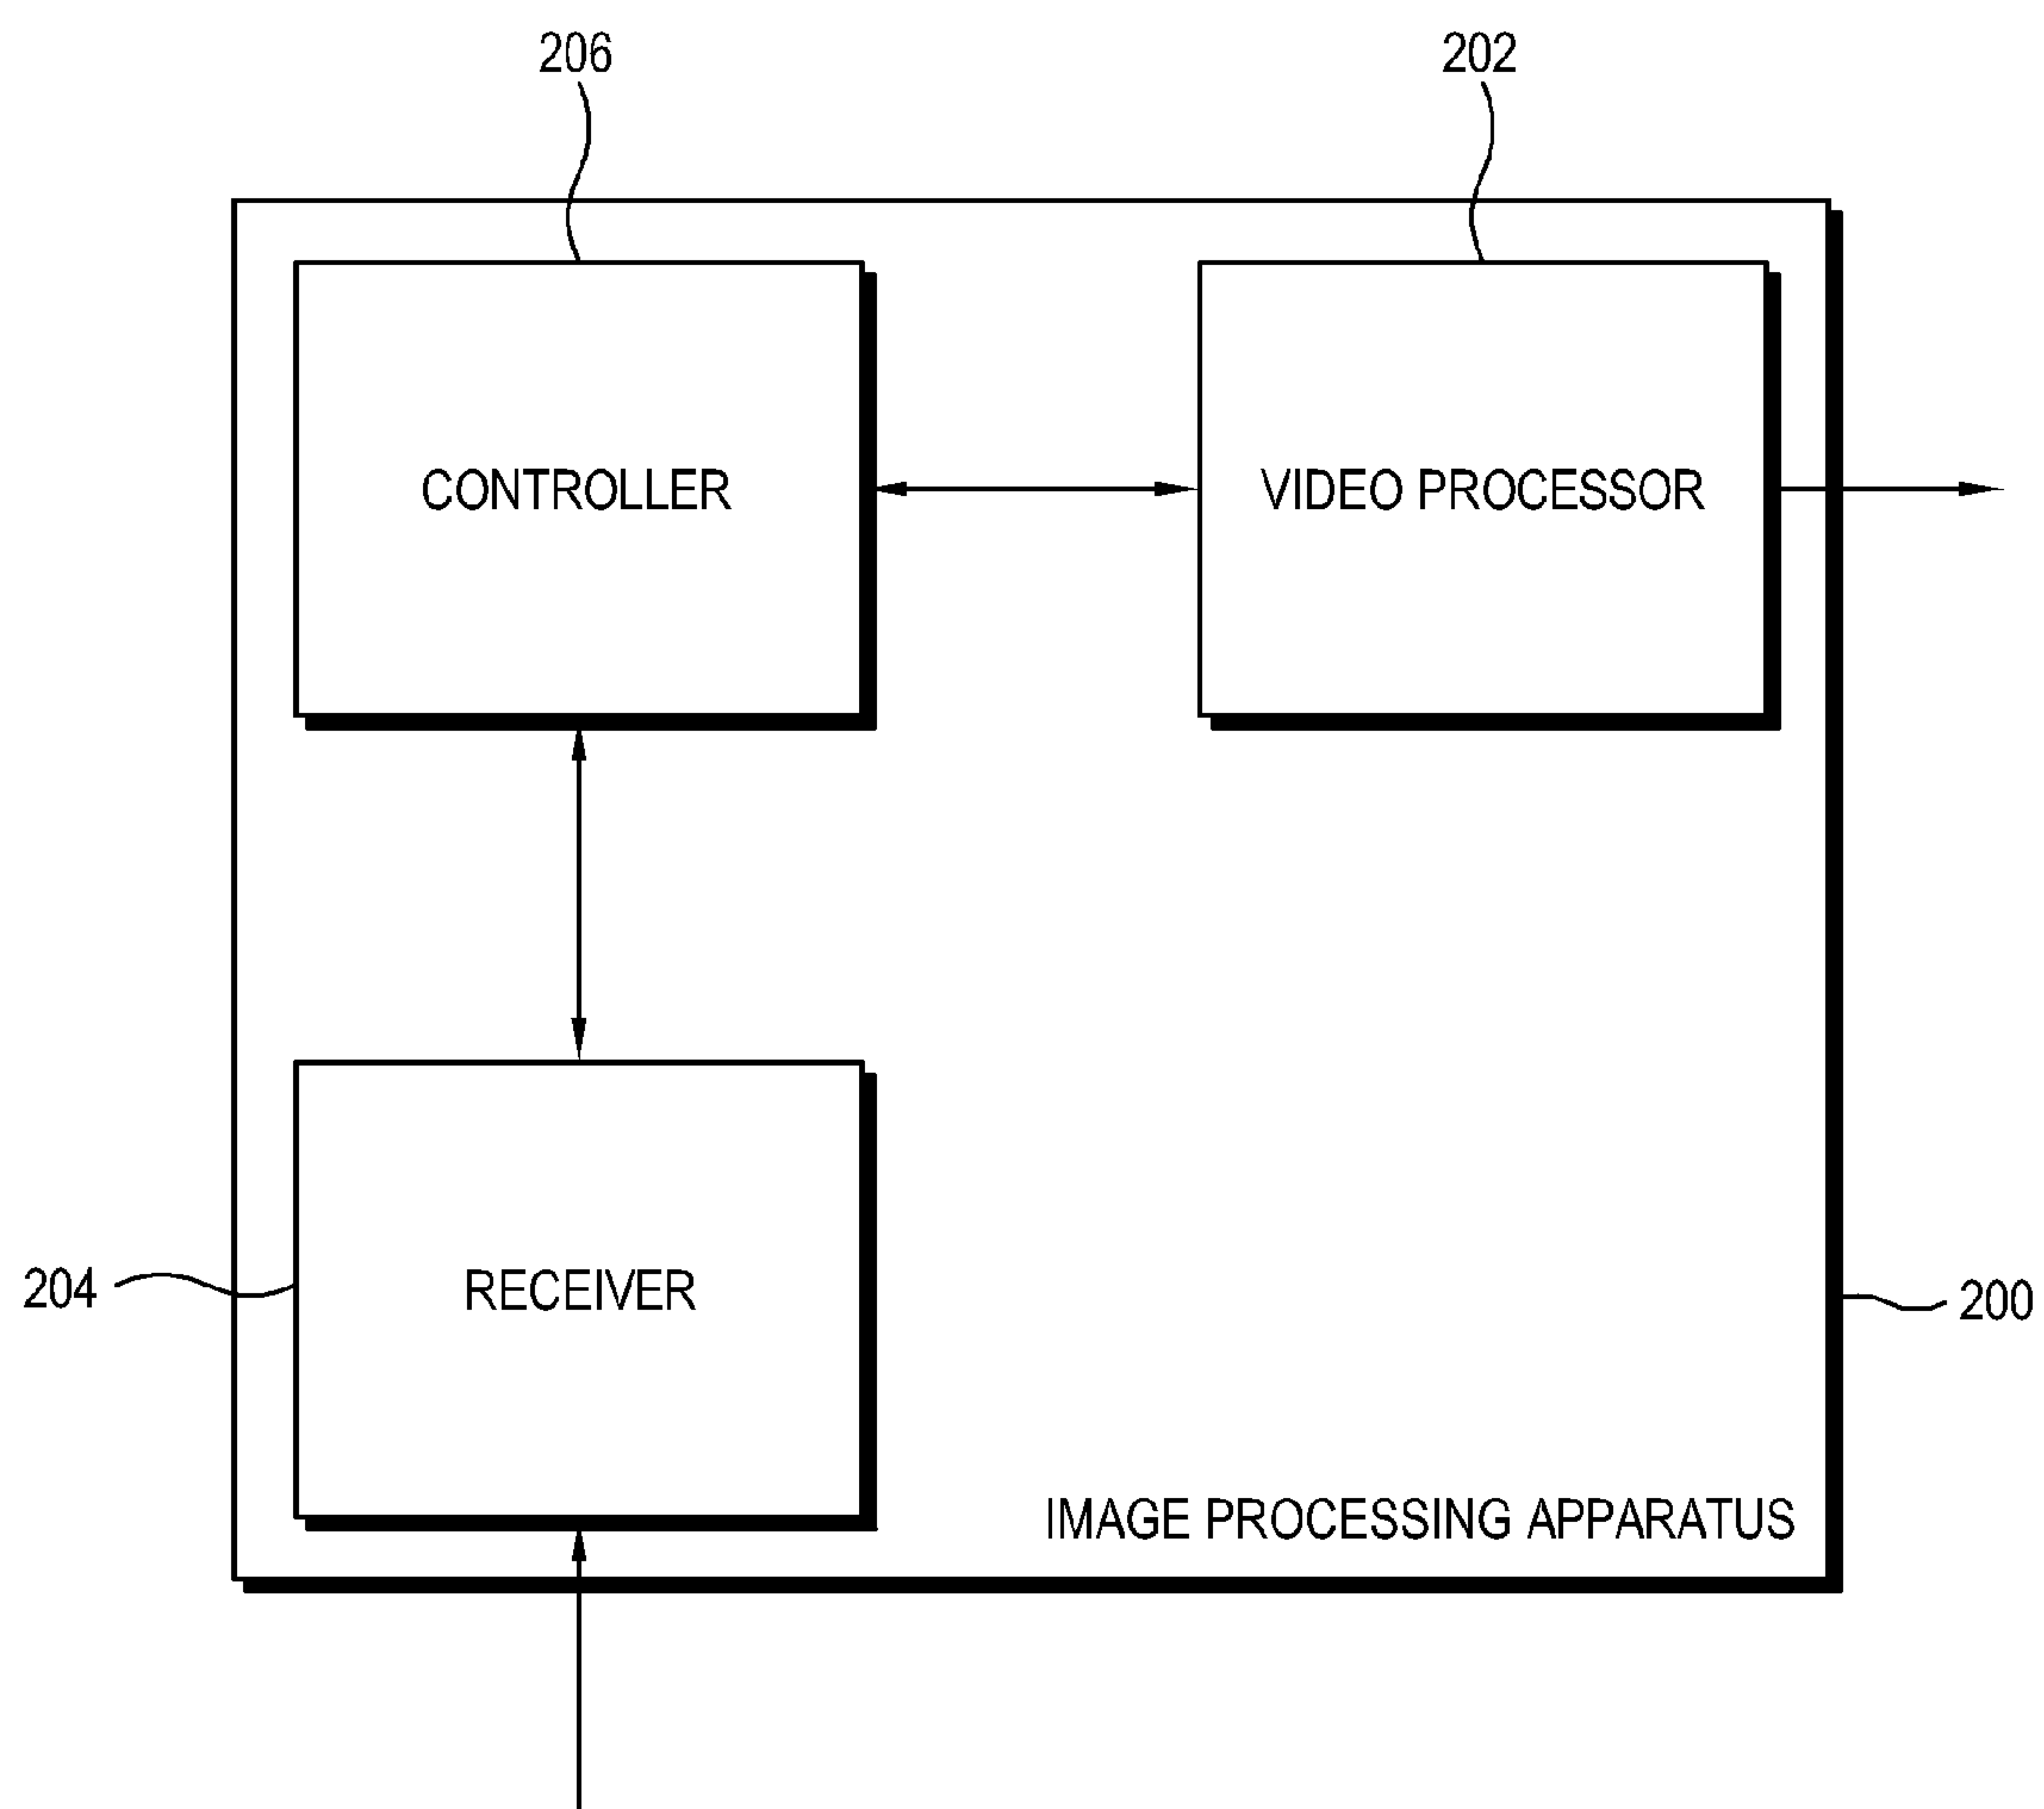 206
202
CONTROLLER
VIDEO PROCESSOR
204
RECEIVER
200
IMAGE PROCESSING APPARATUS